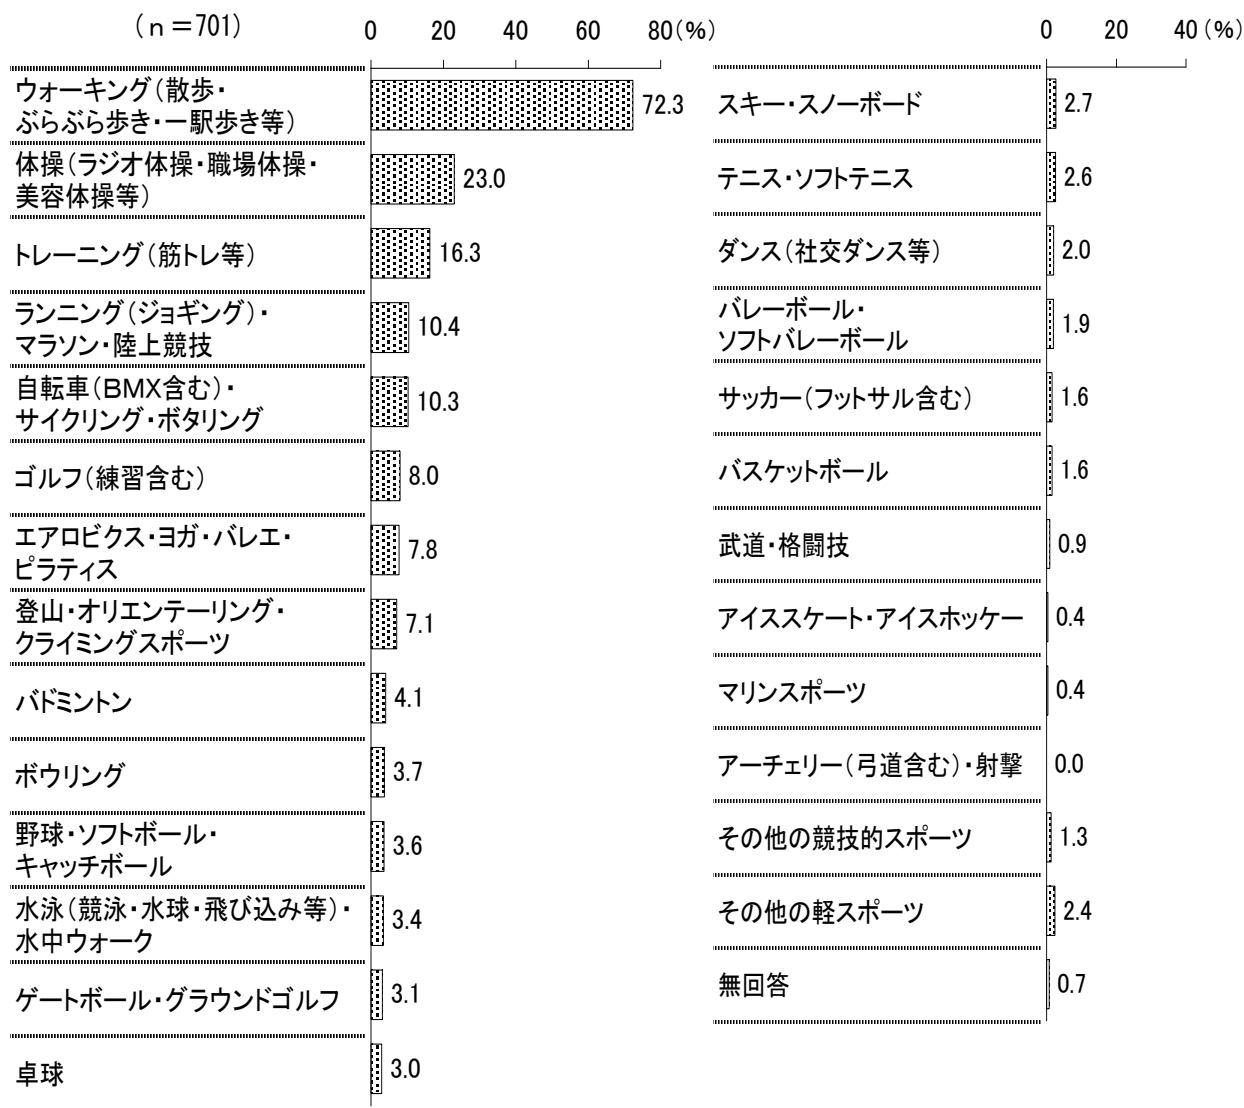 (ｎ＝701)
0 20 40 60 80(%)
ウォーキング(散歩・
ぶらぶら歩き・一駅歩き等)
72.3
体操(ラジオ体操・職場体操・
美容体操等)
23.0
トレーニング(筋トレ等)
16.3
ランニング(ジョギング)・
マラソン・陸上競技
10.4
自転車(BMX含む)・
サイクリング・ポタリング
10.3
ゴルフ(練習含む)
8.0
エアロビクス・ヨガ・バレエ・
ピラティス
7.8
登山・オリエンテーリング・
クライミングスポーツ
7.1
バドミントン
4.1
ボウリング
3.7
野球・ソフトボール・
キャッチボール
3.6
水泳(競泳・水球・飛び込み等)・
水中ウォーク
3.4
ゲートボール・グラウンドゴルフ
3.1
卓球
3.0
0 20 40(%)
スキー・スノーボード
2.7
テニス・ソフトテニス
2.6
ダンス(社交ダンス等)
2.0
バレーボール・
ソフトバレーボール
1.9
サッカー(フットサル含む)
1.6
バスケットボール
1.6
武道・格闘技
0.9
アイススケート・アイスホッケー
0.4
マリンスポーツ
0.4
アーチェリー(弓道含む)・射撃
0.0
その他の競技的スポーツ
1.3
その他の軽スポーツ
2.4
無回答
0.7